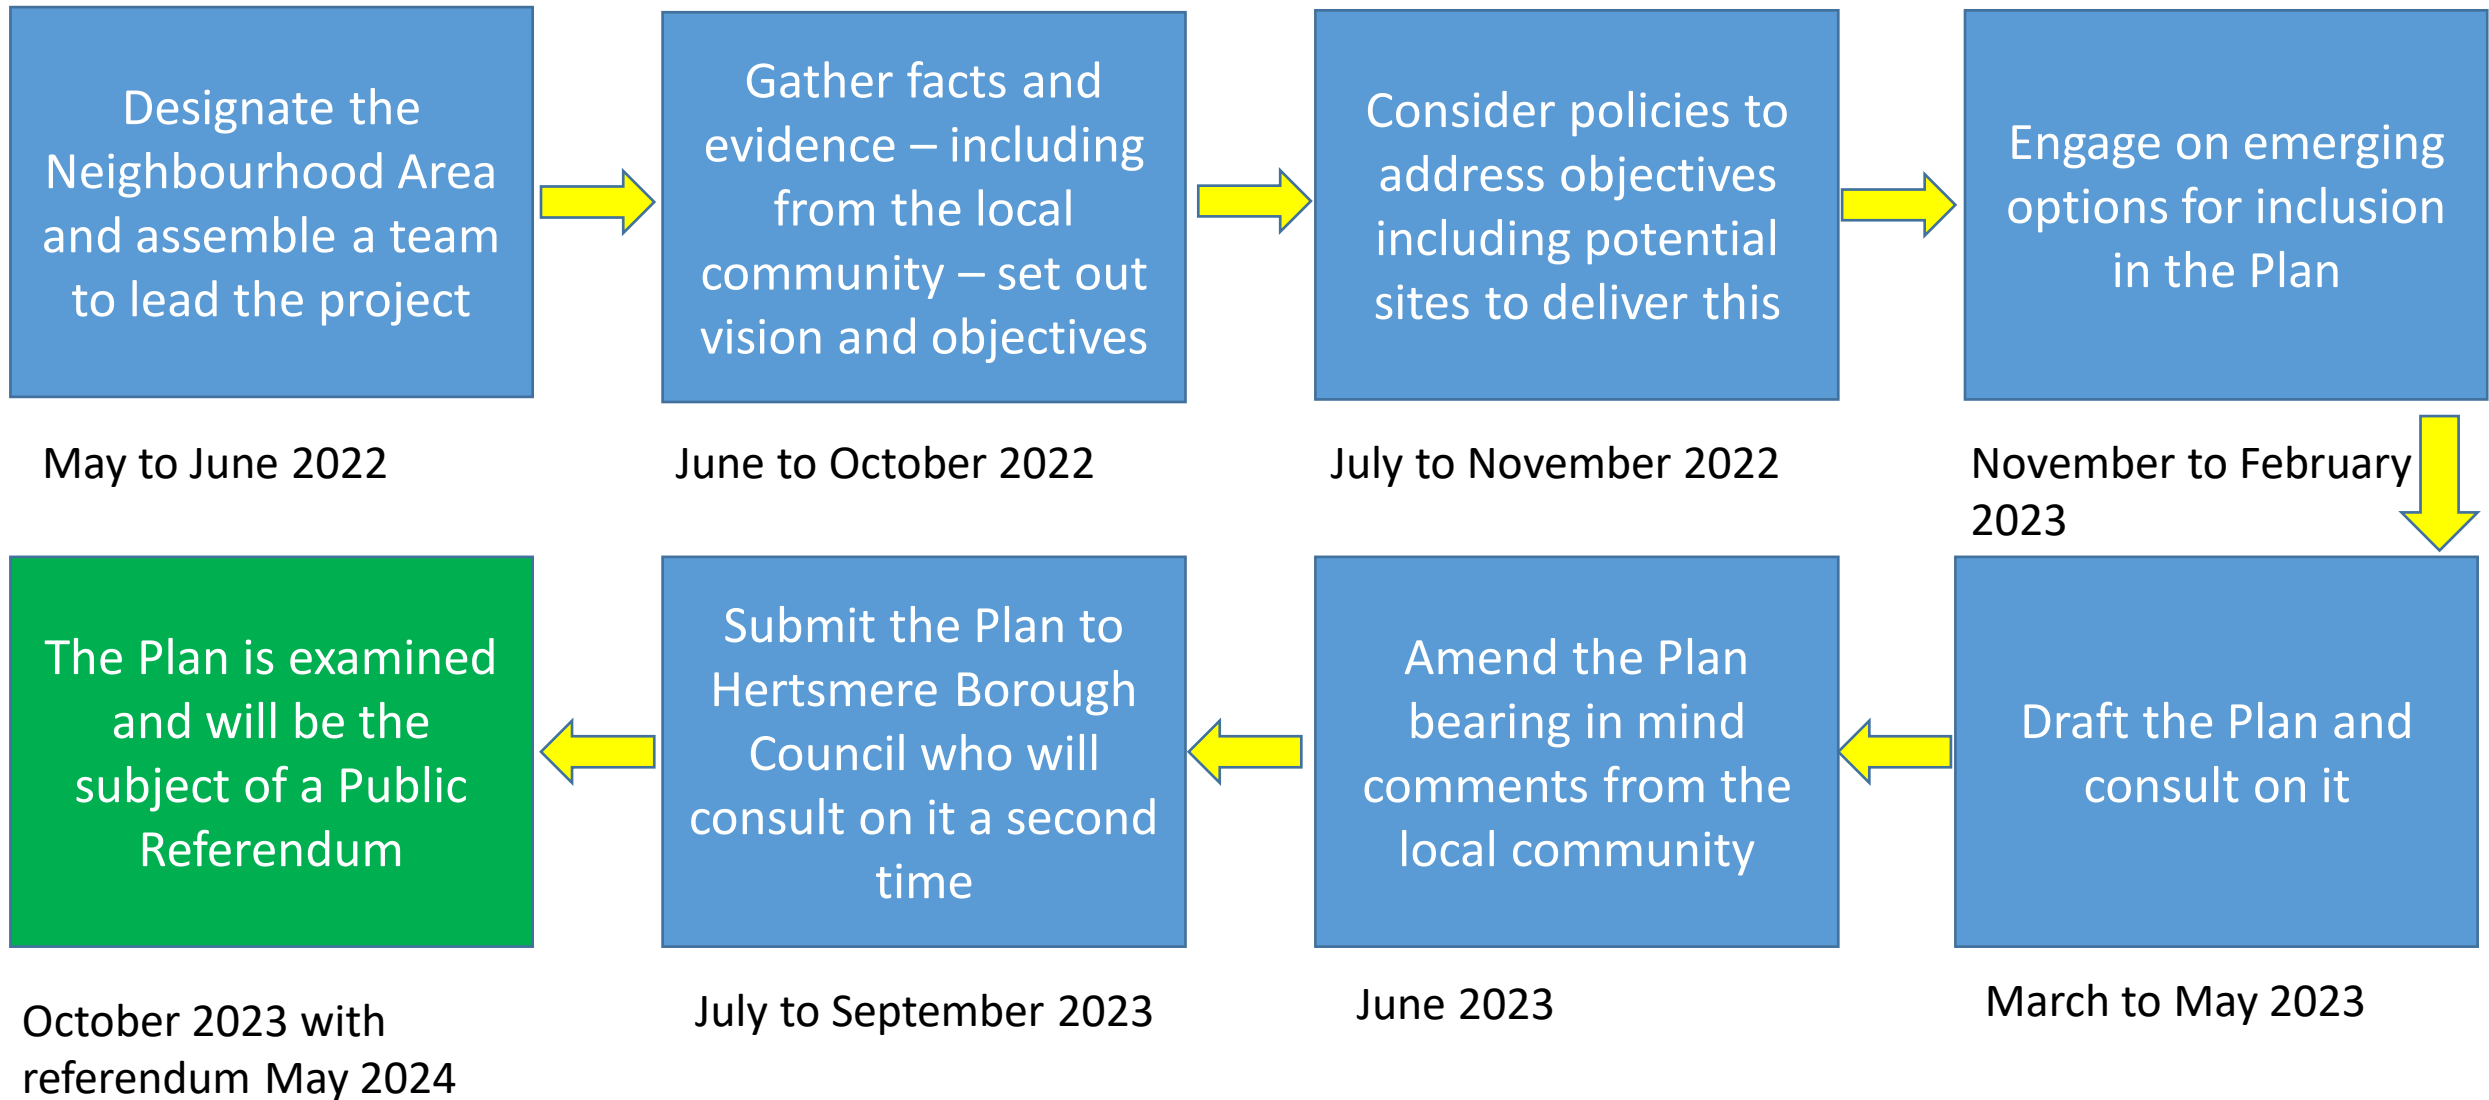 Designate the
Neighbourhood Area
and assemble a team
to lead the project
May to June 2022
Gather facts and
evidence – including
from the local
community – set out
vision and objectives
June to October 2022
Consider policies to
address objectives
including potential
sites to deliver this
July to November 2022
Engage on emerging
options for inclusion
in the Plan
November to February
2023
Draft the Plan and
consult on it
March to May 2023
Amend the Plan
bearing in mind
comments from the
local community
June 2023
Submit the Plan to
Hertsmere Borough
Council who will
consult on it a second
time
July to September 2023
The Plan is examined
and will be the
subject of a Public
Referendum
October 2023 with
referendum May 2024